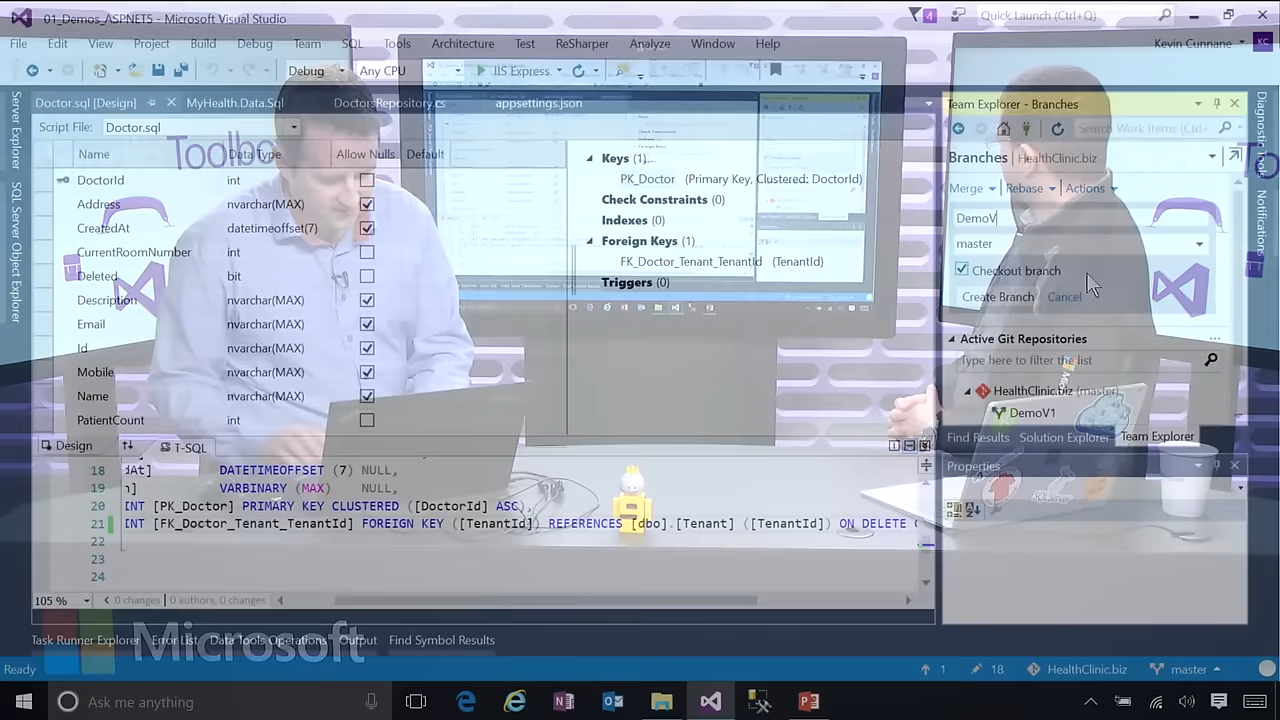 01_Demos_ASPNET5 - Microsoft Visual Studio
4
Quick Launch (Ctrl+Q)
File Edit View Project Build Debug Team SQL Tools Architecture Test ReSharper Analyze Window Help
Kevin Cunnane KC
Debug Any CPU IIS Express
Doctor.sql [Design] MyHealth.Data.Sql DoctorsRepository.cs appsettings.json
Team Explorer - Branches
Script File: Doctor.sql
Search Work Items (Ctrl+
Server Explorer
SQL Server Object Explorer
Toolbo
Name Data Type Allow Nulls Default
DoctorId int
Address nvarchar(MAX)
CreatedAt datetimeoffset(7)
CurrentRoomNumber int
Deleted bit
Description nvarchar(MAX)
Email nvarchar(MAX)
Id nvarchar(MAX)
Mobile nvarchar(MAX)
Name nvarchar(MAX)
PatientCount int
Keys (1)
PK_Doctor (Primary Key, Clustered: DoctorId)
Check Constraints (0)
Indexes (0)
Foreign Keys (1)
FK_Doctor_Tenant_TenantId (TenantId)
Triggers (0)
Branches | HealthClinic.biz
Merge Rebase Actions
DemoV
master
Checkout branch
Create Branch Cancel
Active Git Repositories
Type here to filter the list
HealthClinic.biz (master)
DemoV1
Find Results Solution Explorer Team Explorer
Properties
Notifications
To
Design T-SQL
18 iAt] DATETIMEOFFSET (7) NULL,
19 ] VARBINARY (MAX) NULL,
20 INT [PK_Doctor] PRIMARY KEY CLUSTERED ([DoctorId] ASC),
21 INT [FK_Doctor_Tenant_TenantId] FOREIGN KEY ([TenantId]) REFERENCES [dbo].[Tenant] ([TenantId]) ON DELETE C
22
23
24
105 % 0 changes | 0 authors, 0 changes
Task Runner Explorer Error List Data Tools Operations Output Find Symbol Results
Microsoft
Ready 1 18 HealthClinic.biz master
Ask me anything